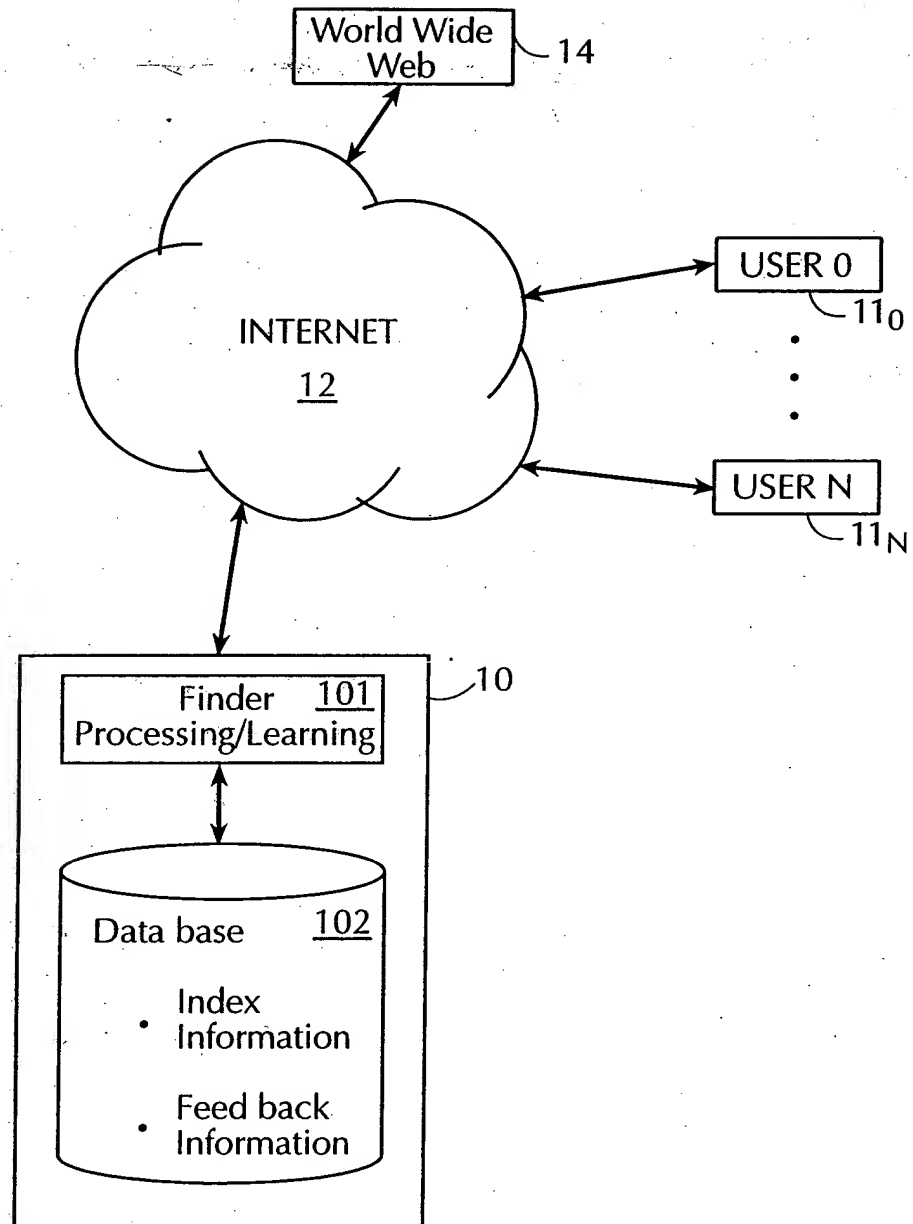 World Wide
Web
14
INTERNET
12
USER 0
11₀
USER N
11_N
10
Finder 101
Processing/Learning
Data base 102
• Index
Information
• Feed back
Information